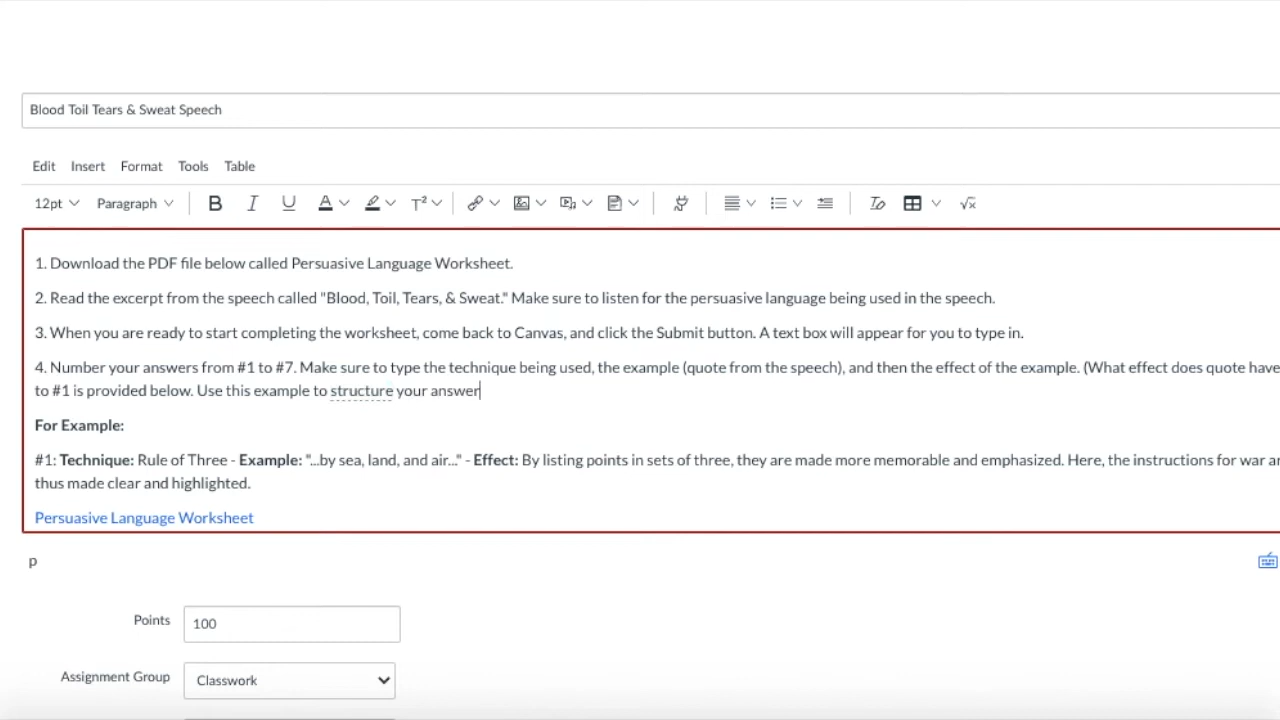 Blood Toil Tears & Sweat Speech
Edit Insert Format Tools Table
12pt Paragraph B I U A T²
1. Download the PDF file below called Persuasive Language Worksheet.
2. Read the excerpt from the speech called "Blood, Toil, Tears, & Sweat." Make sure to listen for the persuasive language being used in the speech.
3. When you are ready to start completing the worksheet, come back to Canvas, and click the Submit button. A text box will appear for you to type in.
4. Number your answers from #1 to #7. Make sure to type the technique being used, the example (quote from the speech), and then the effect of the example. (What effect does quote have
to #1 is provided below. Use this example to structure your answer
For Example:
#1: Technique: Rule of Three - Example: "...by sea, land, and air..." - Effect: By listing points in sets of three, they are made more memorable and emphasized. Here, the instructions for war
thus made clear and highlighted.
Persuasive Language Worksheet
p
Points 100
Assignment Group Classwork